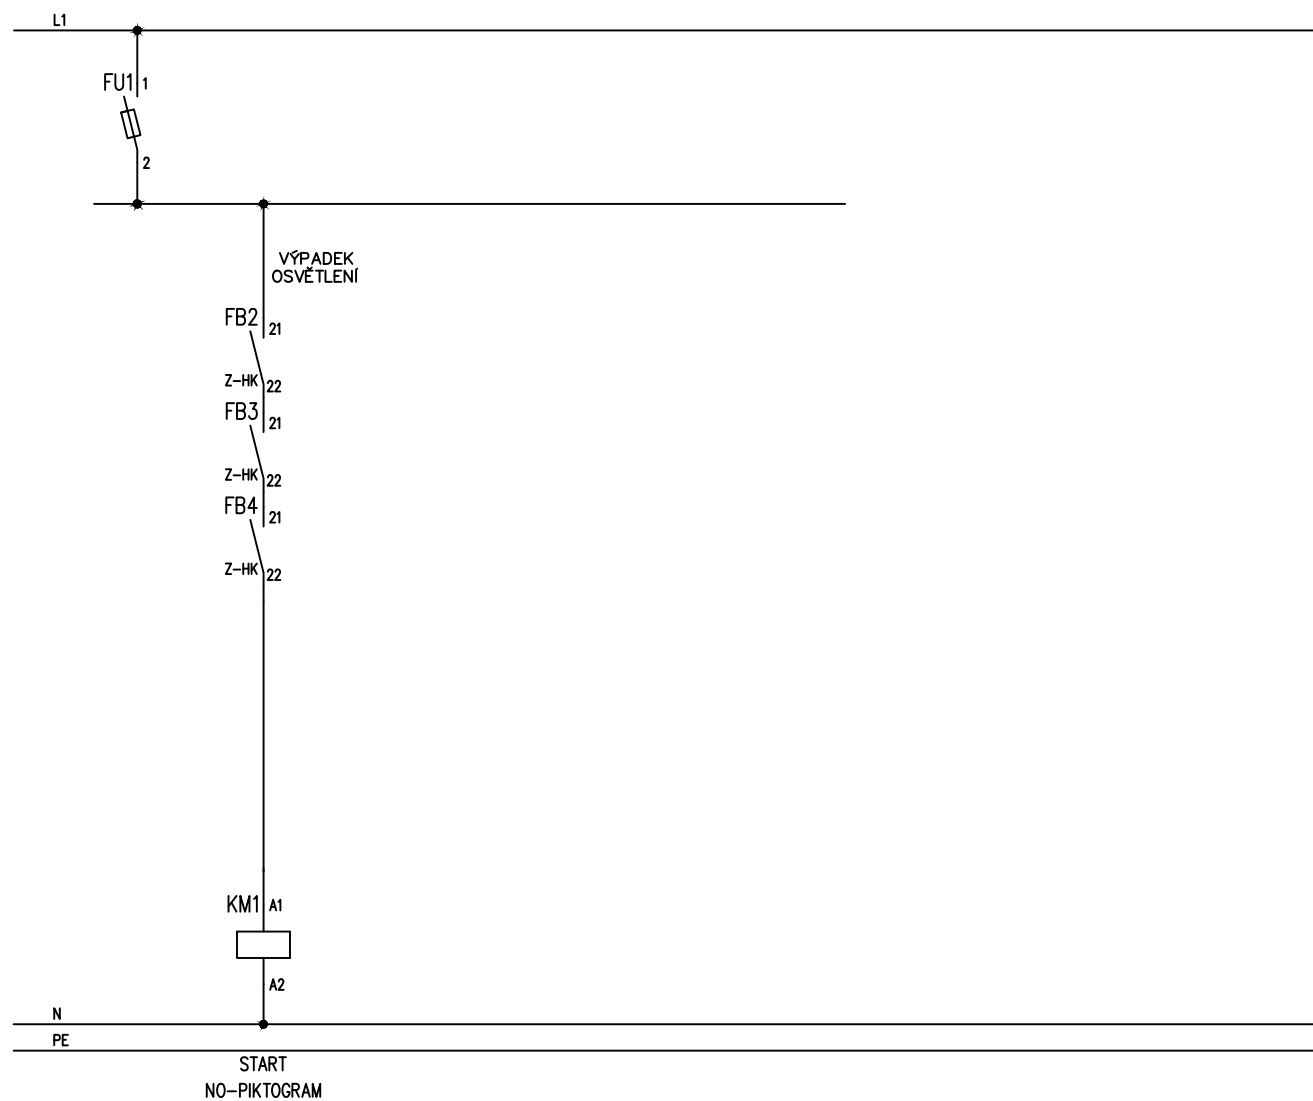 L1
FU1 1
2
VÝPADEK
OSVĚTLENÍ
FB2 21
Z-HK 22
FB3 21
Z-HK 22
FB4 21
Z-HK 22
KM1 A1
A2
N
PE
START
NO-PIKTOGRAM